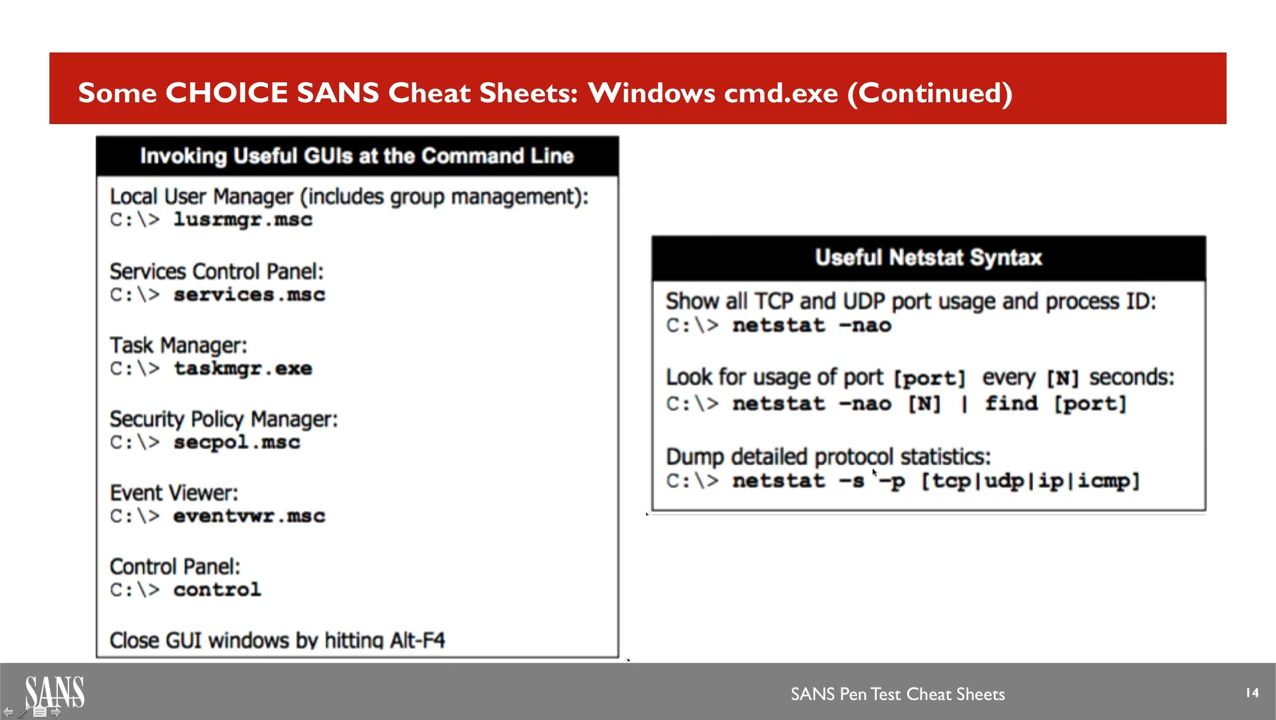 Some CHOICE SANS Cheat Sheets: Windows cmd.exe (Continued)
Invoking Useful GUIs at the Command Line
Local User Manager (includes group management):
C:\> lusrmgr.msc
Services Control Panel:
C:\> services.msc
Task Manager:
C:\> taskmgr.exe
Security Policy Manager:
C:\> secpol.msc
Event Viewer:
C:\> eventvwr.msc
Control Panel:
C:\> control
Close GUI windows by hitting Alt-F4
Useful Netstat Syntax
Show all TCP and UDP port usage and process ID:
C:\> netstat –nao
Look for usage of port [port] every [N] seconds:
C:\> netstat –nao [N] | find [port]
Dump detailed protocol statistics:
C:\> netstat –s –p [tcp|udp|ip|icmp]
SANS
SANS Pen Test Cheat Sheets
14